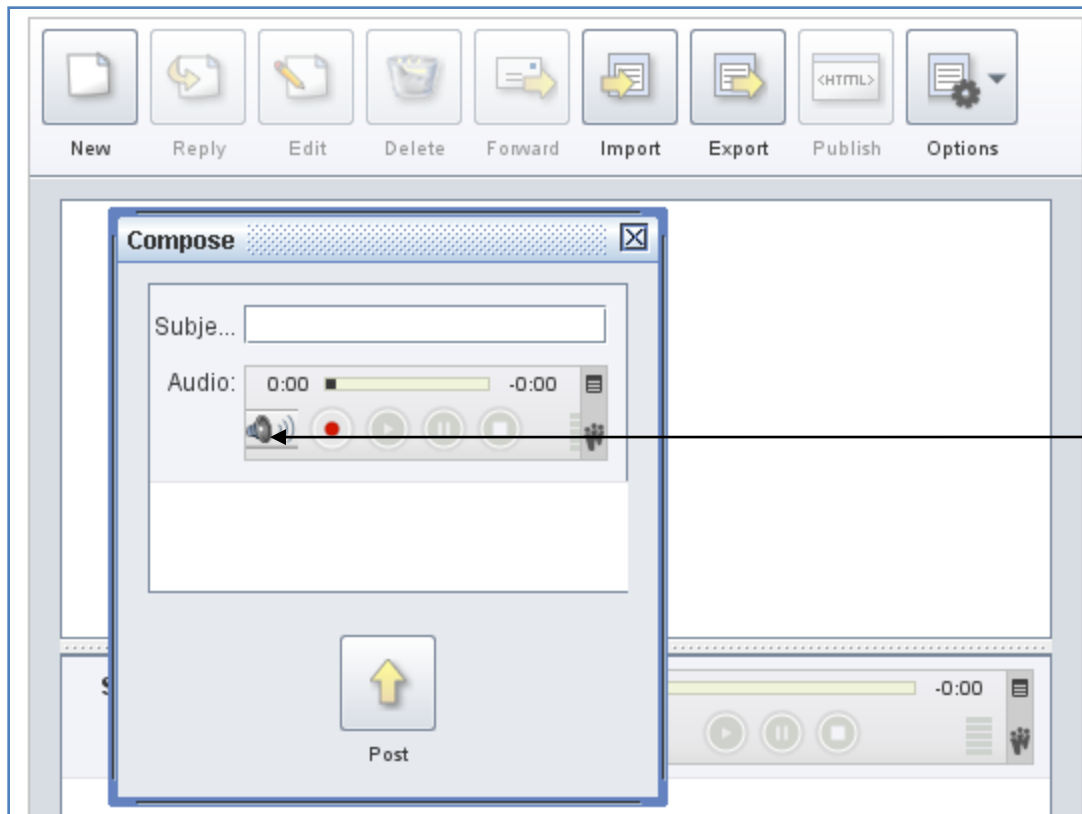 <HTML>
New Reply Edit Delete Forward Import Export Publish Options
Compose
Subje...
Audio: 0:00 -0:00
S -0:00
Post